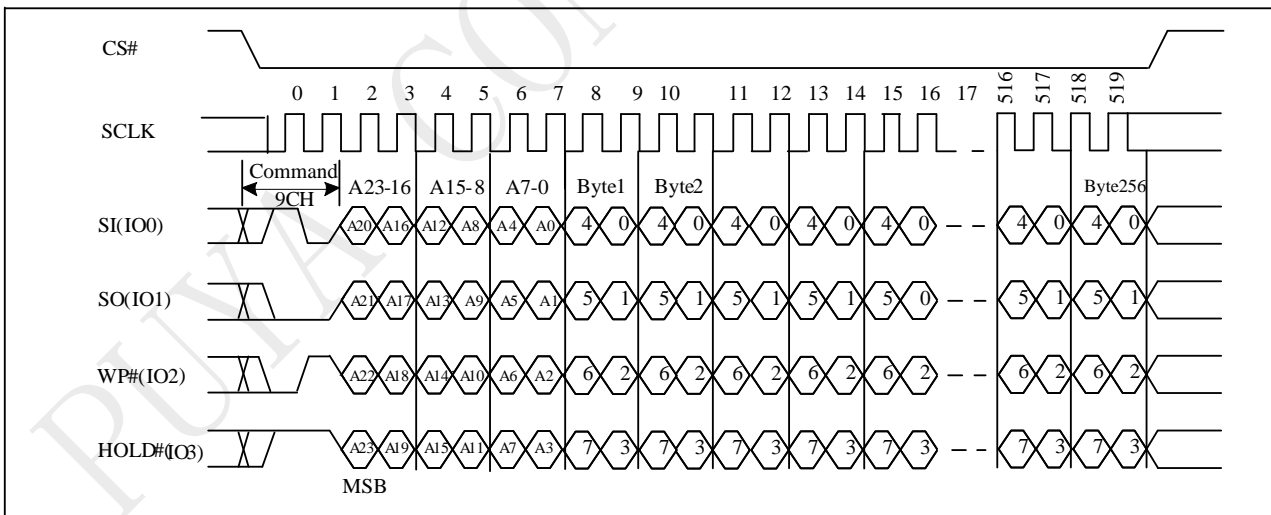 PUYA CON
CS#
0 1 2 3 4 5 6 7 8 9 10 11 12 13 14 15 16 17 516 517 518 519
SCLK
Command
9CH
A23-16 A15-8 A7-0 Byte1 Byte2 Byte256
SI(IO0) A20 A16 A12 A8 A4 A0 4 0 4 0 4 0 4 0 4 0 4 0 4 0
SO(IO1) A21 A17 A13 A9 A5 A1 5 1 5 1 5 1 5 1 5 0 5 1 5 1
WP#(IO2) A22 A18 A14 A10 A6 A2 6 2 6 2 6 2 6 2 6 2 6 2 6 2
HOLD#(IO3) A23 A19 A15 A11 A7 A3 7 3 7 3 7 3 7 3 7 3 7 3 7 3
MSB